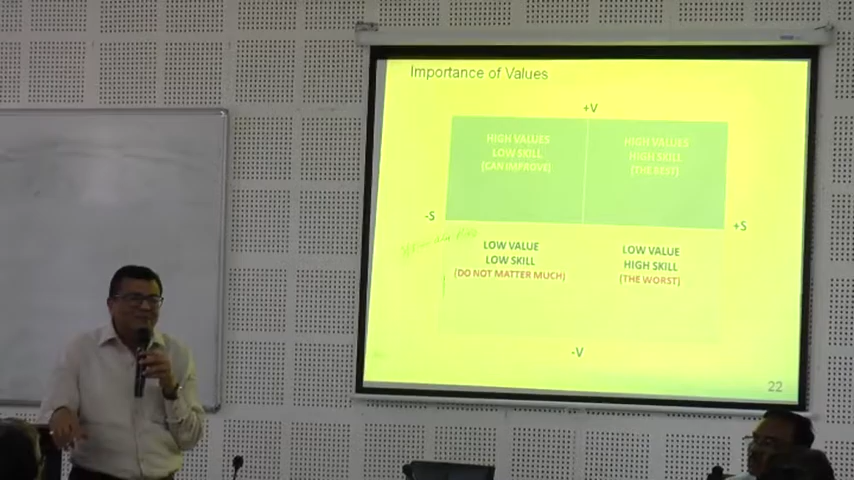 Importance of Values
+V
HIGH VALUES
LOW SKILL
(CAN IMPROVE)
HIGH VALUES
HIGH SKILL
(THE BEST)
-S
+S
LOW VALUE
LOW SKILL
(DO NOT MATTER MUCH)
LOW VALUE
HIGH SKILL
(THE WORST)
-V
22